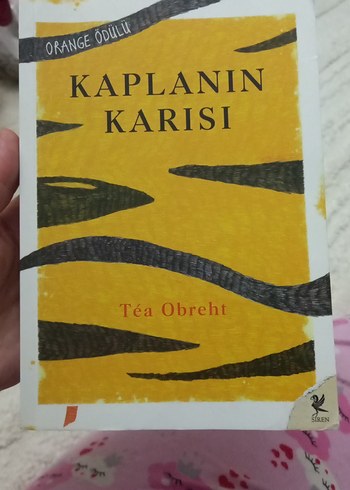 ORANGE ÖDÜLÜ
KAPLANIN
KARISI
Téa Obreht
SİREN